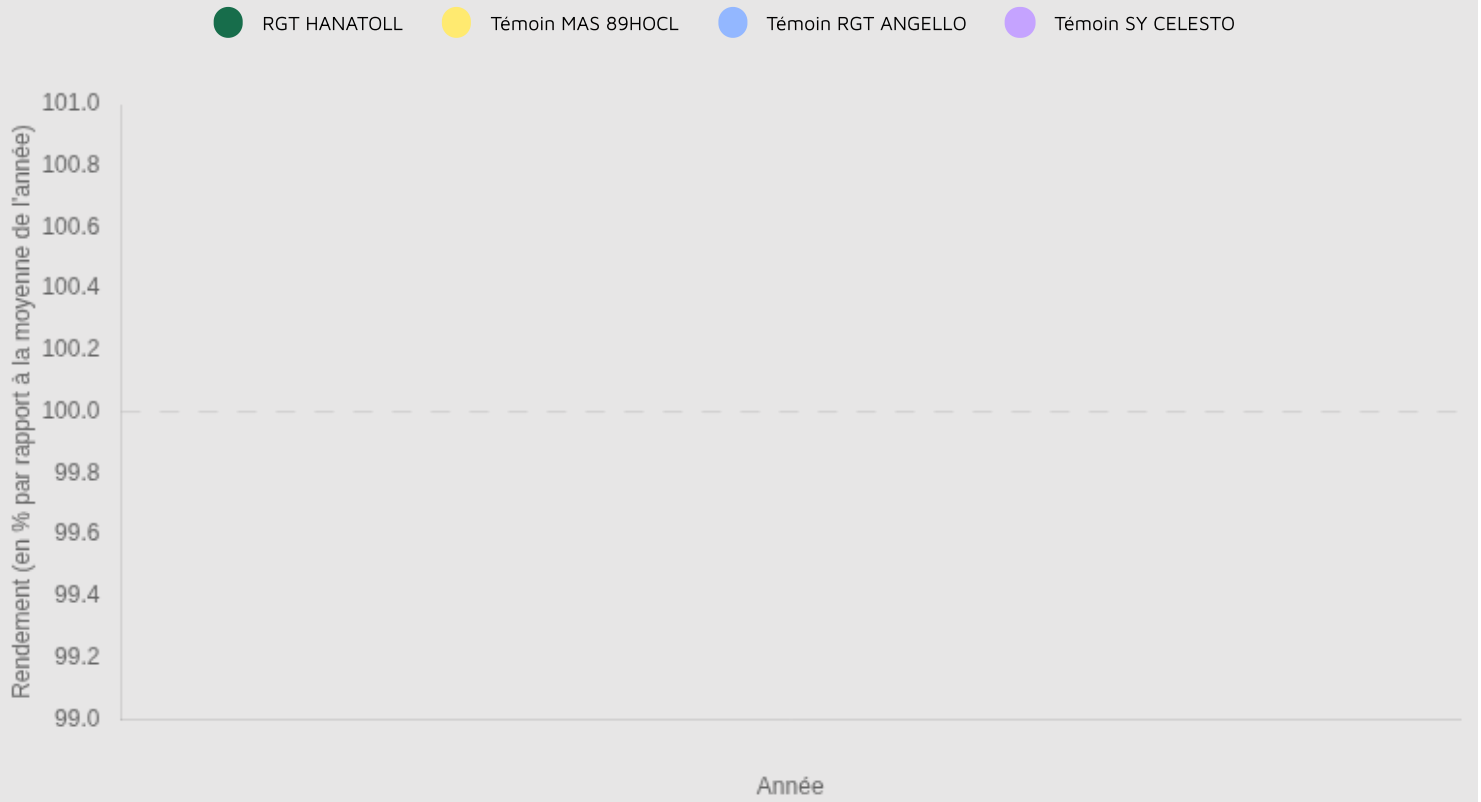 RGT HANATOLL
Témoin MAS 89HOCL
Témoin RGT ANGELLO
Témoin SY CELESTO
Rendement (en % par rapport à la moyenne de l'année)
101.0
100.8
100.6
100.4
100.2
100.0
99.8
99.6
99.4
99.2
99.0
Année